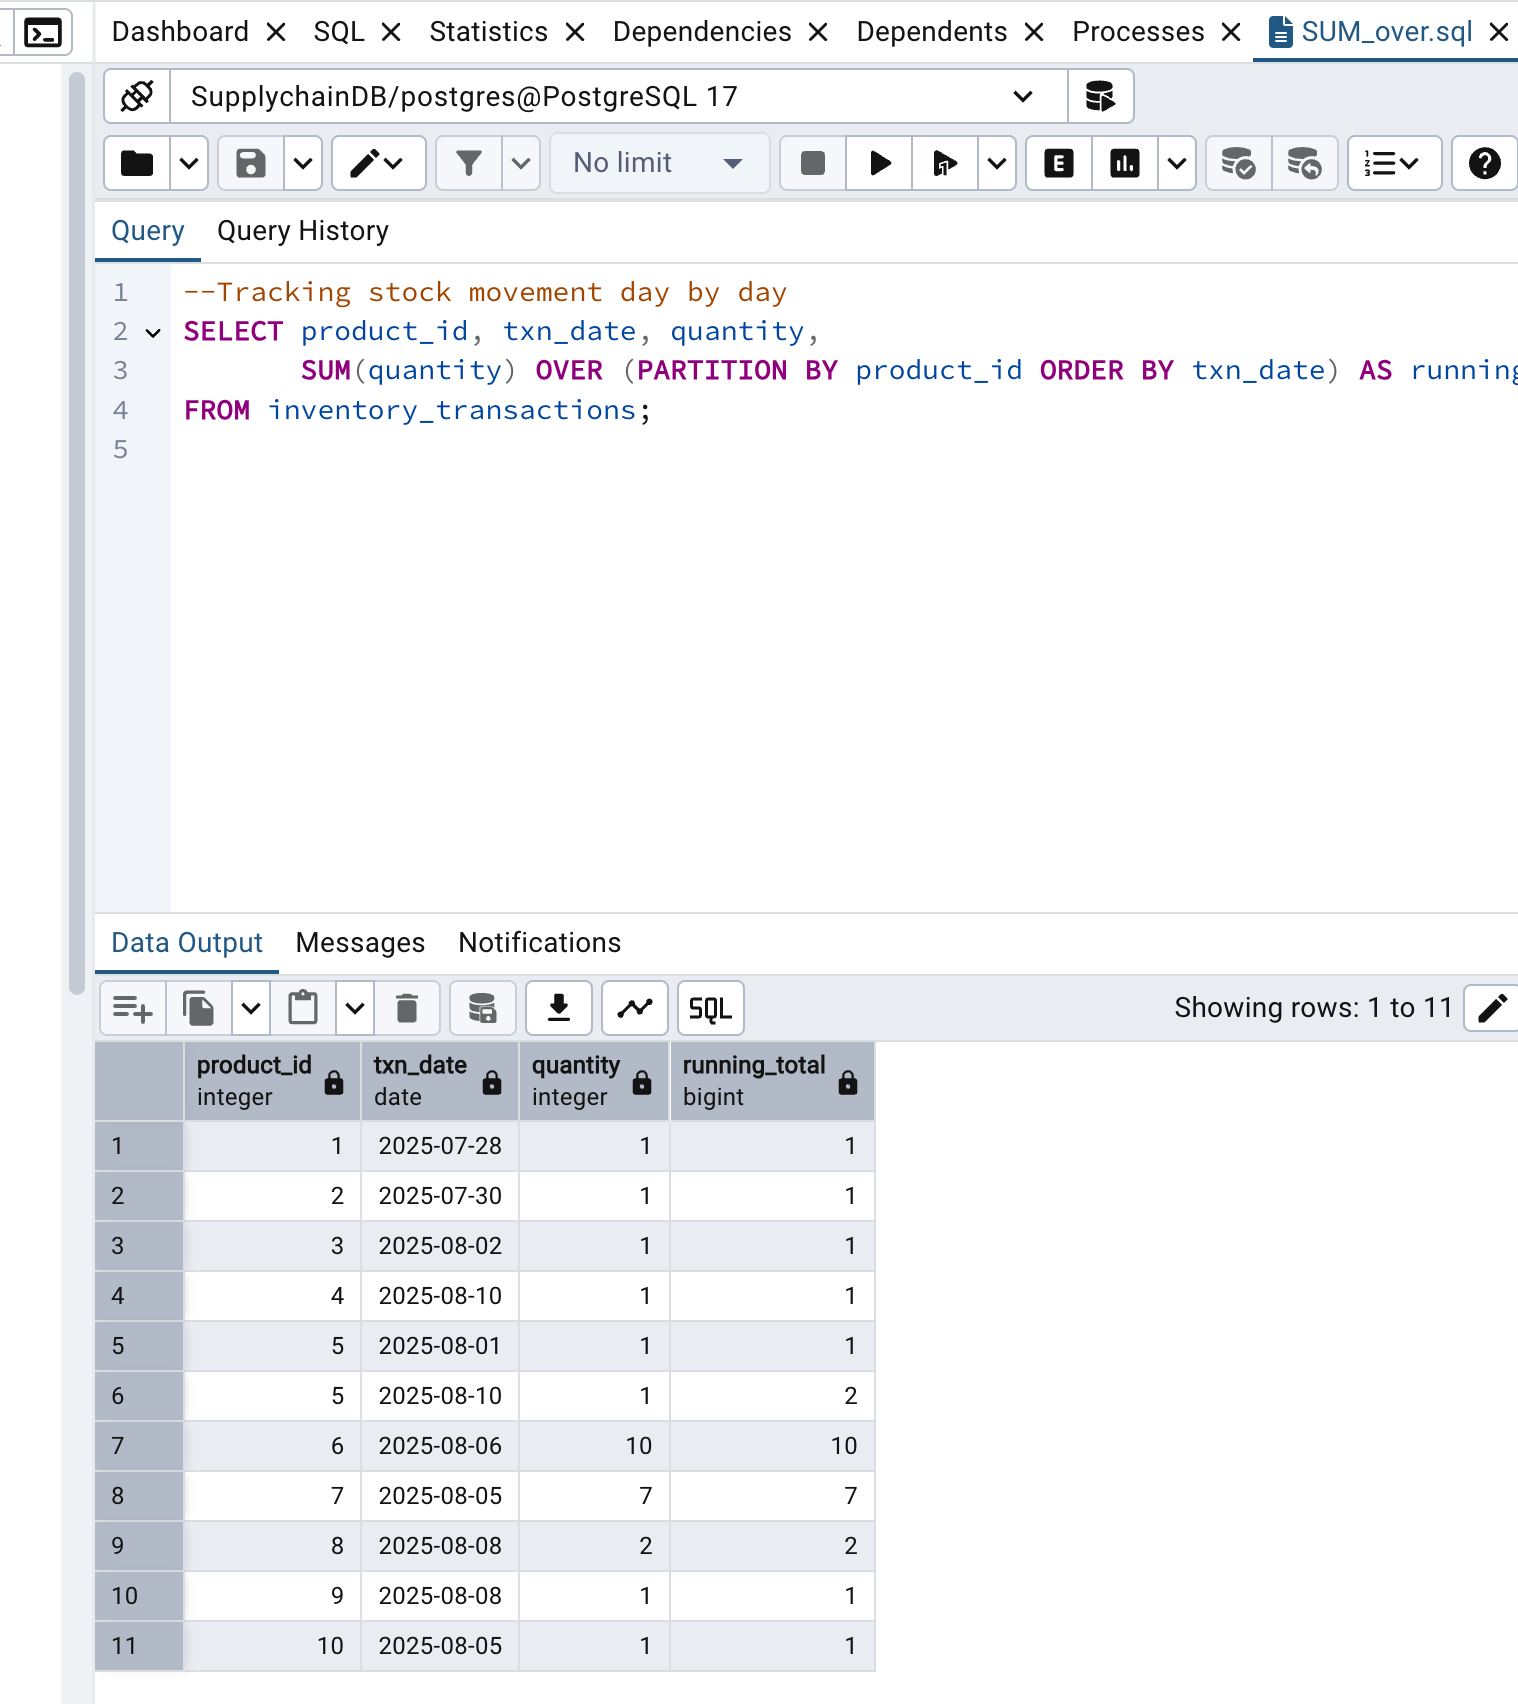 Dashboard SQL Statistics Dependencies Dependents Processes SUM_over.sql
SupplychainDB/postgres@PostgreSQL 17
No limit
Query Query History
1 --Tracking stock movement day by day
2 SELECT product_id, txn_date, quantity,
3 SUM(quantity) OVER (PARTITION BY product_id ORDER BY txn_date) AS running
4 FROM inventory_transactions;
5
Data Output Messages Notifications
SQL Showing rows: 1 to 11
product_id txn_date quantity running_total
integer date integer bigint
1 1 2025-07-28 1 1
2 2 2025-07-30 1 1
3 3 2025-08-02 1 1
4 4 2025-08-10 1 1
5 5 2025-08-01 1 1
6 5 2025-08-10 1 2
7 6 2025-08-06 10 10
8 7 2025-08-05 7 7
9 8 2025-08-08 2 2
10 9 2025-08-08 1 1
11 10 2025-08-05 1 1